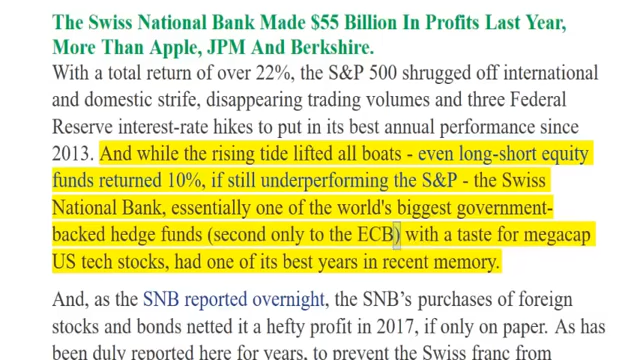 The Swiss National Bank Made $55 Billion In Profits Last Year,
More Than Apple, JPM And Berkshire.
With a total return of over 22%, the S&P 500 shrugged off international
and domestic strife, disappearing trading volumes and three Federal
Reserve interest-rate hikes to put in its best annual performance since
2013. And while the rising tide lifted all boats - even long-short equity
funds returned 10%, if still underperforming the S&P - the Swiss
National Bank, essentially one of the world's biggest government-
backed hedge funds (second only to the ECB) with a taste for megacap
US tech stocks, had one of its best years in recent memory.
And, as the SNB reported overnight, the SNB’s purchases of foreign
stocks and bonds netted it a hefty profit in 2017, if only on paper. As has
been duly reported here for years, to prevent the Swiss franc from